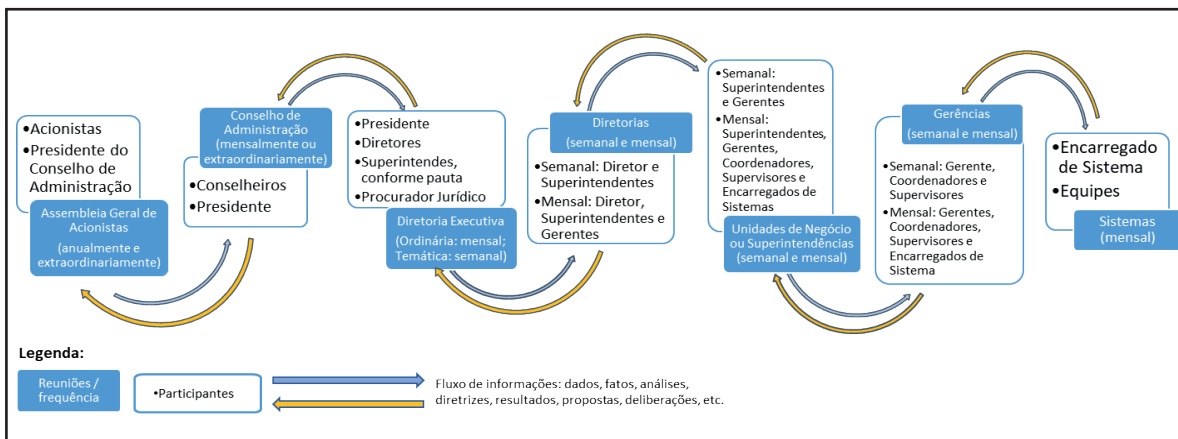 •Acionistas
•Presidente do
Conselho de
Administração
Assembleia Geral de
Acionistas
(anualmente e
extraordinariamente)
Conselho de
Administração
(mensalmente ou
extraordinariamente)
•Conselheiros
•Presidente
•Presidente
•Diretores
•Superintendes,
conforme pauta
•Procurador Jurídico
Diretoria Executiva
(Ordinária: mensal;
Temática: semanal)
Diretorias
(semanal e mensal)
•Semanal: Diretor e
Superintendentes
•Mensal: Diretor,
Superintendentes e
Gerentes
•Semanal:
Superintendentes
e Gerentes
•Mensal:
Superintendentes,
Gerentes,
Coordenadores,
Supervisores e
Encarregados de
Sistemas
Unidades de Negócio
ou Superintendências
(semanal e mensal)
Gerências
(semanal e mensal)
•Semanal: Gerente,
Coordenadores e
Supervisores
•Mensal: Gerentes,
Coordenadores,
Supervisores e
Encarregados de
Sistema
•Encarregado
de Sistema
•Equipes
Sistemas
(mensal)
Legenda:
Reuniões /
frequência
•Participantes
Fluxo de informações: dados, fatos, análises,
diretrizes, resultados, propostas, deliberações, etc.